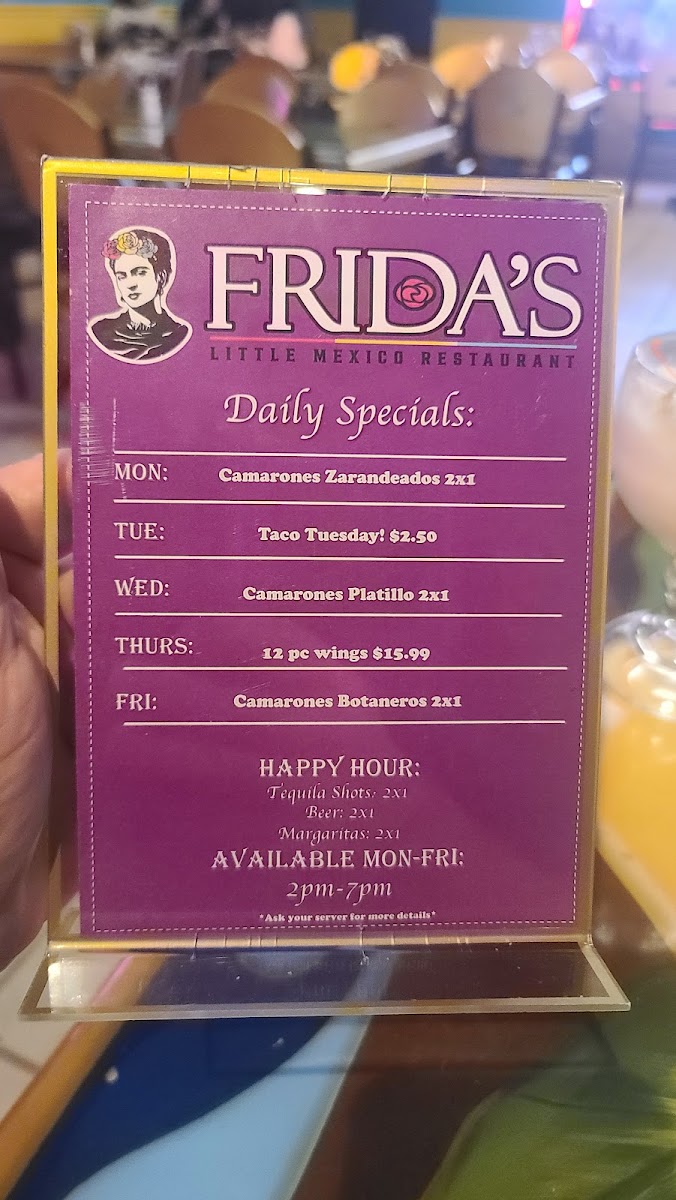 FRIDA'S
LITTLE MEXICO RESTAURANT
Daily Specials:
MON: Camarones Zarandeados 2x1
TUE: Taco Tuesday! $2.50
WED: Camarones Platillo 2x1
THURS: 12 pc wings $15.99
FRI: Camarones Botaneros 2x1
HAPPY HOUR:
Tequila Shots: 2x1
Beer: 2x1
Margaritas: 2x1
AVAILABLE MON-FRI:
2pm-7pm
*Ask your server for more details*